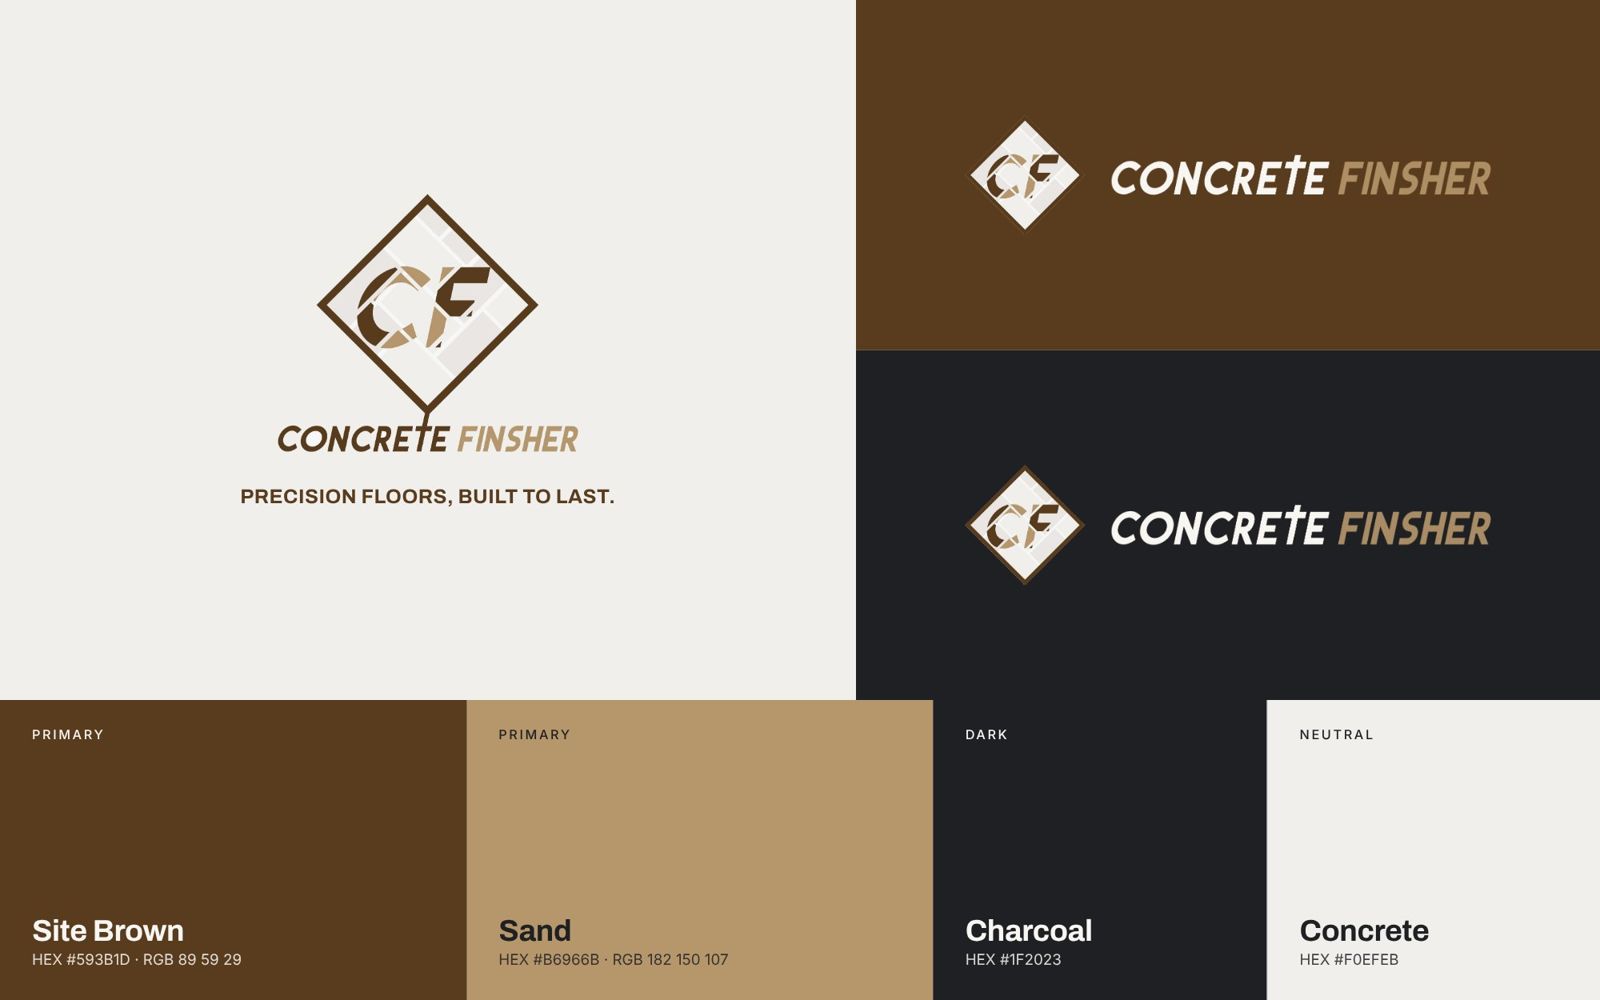 CF
CONCRETE FINSHER
PRECISION FLOORS, BUILT TO LAST.
CF
CONCRETE FINSHER
CF
CONCRETE FINSHER
PRIMARY
Site Brown
HEX #593B1D · RGB 89 59 29
PRIMARY
Sand
HEX #B6966B · RGB 182 150 107
DARK
Charcoal
HEX #1F2023
NEUTRAL
Concrete
HEX #F0EFEB